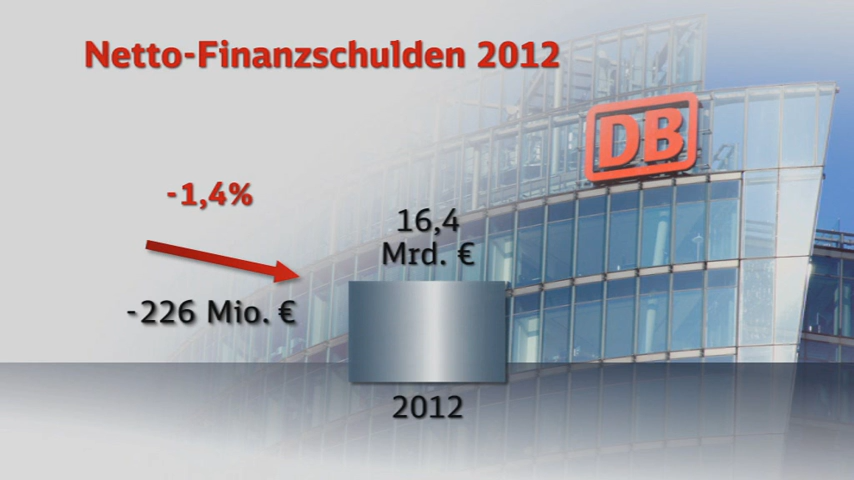 Netto-Finanzschulden 2012
DB
-1,4%
16,4
Mrd. €
-226 Mio. €
2012